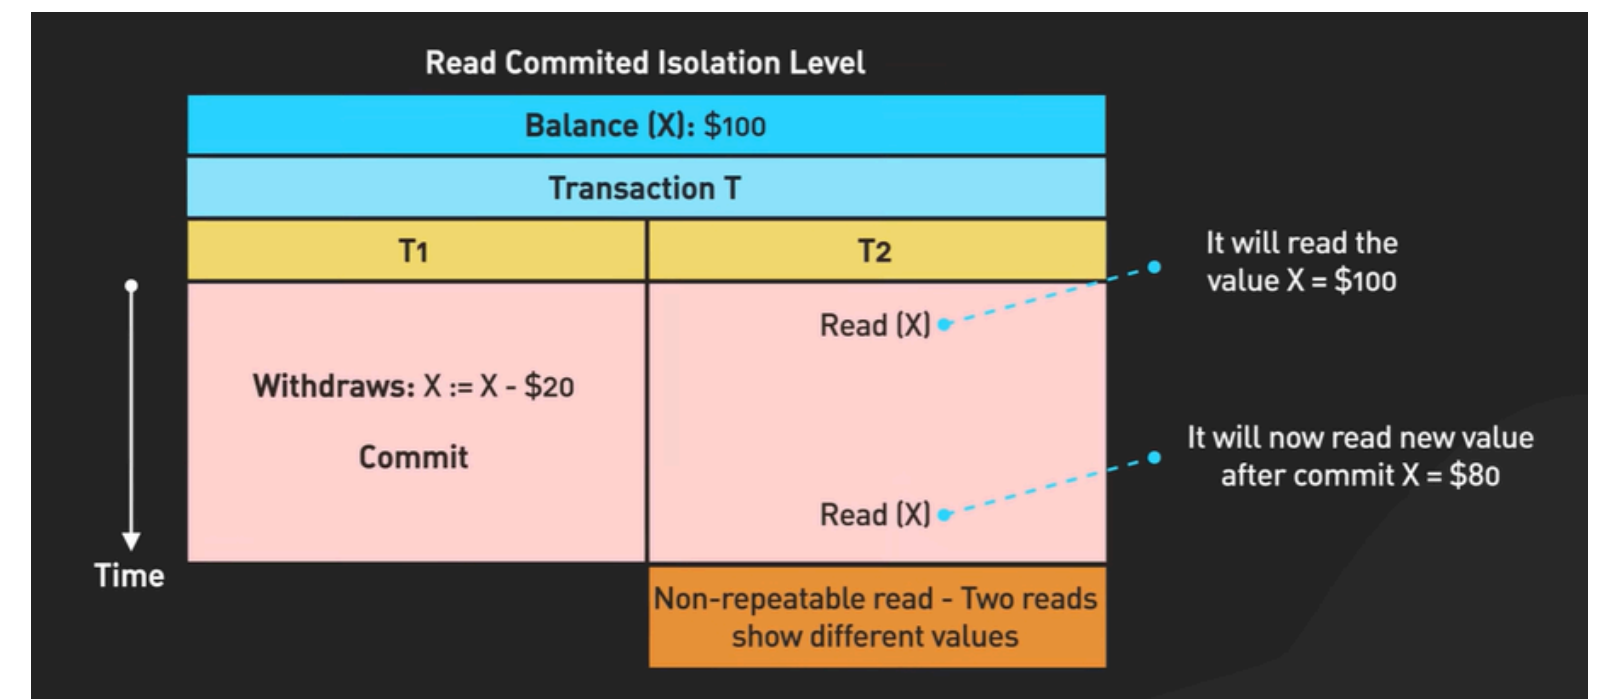 Read Commited Isolation Level
Balance (X): $100
Transaction T
T1
T2
It will read the
value X = $100
Read (X)
Withdraws: X := X - $20
Commit
It will now read new value
after commit X = $80
Read (X)
Time
Non-repeatable read - Two reads
show different values